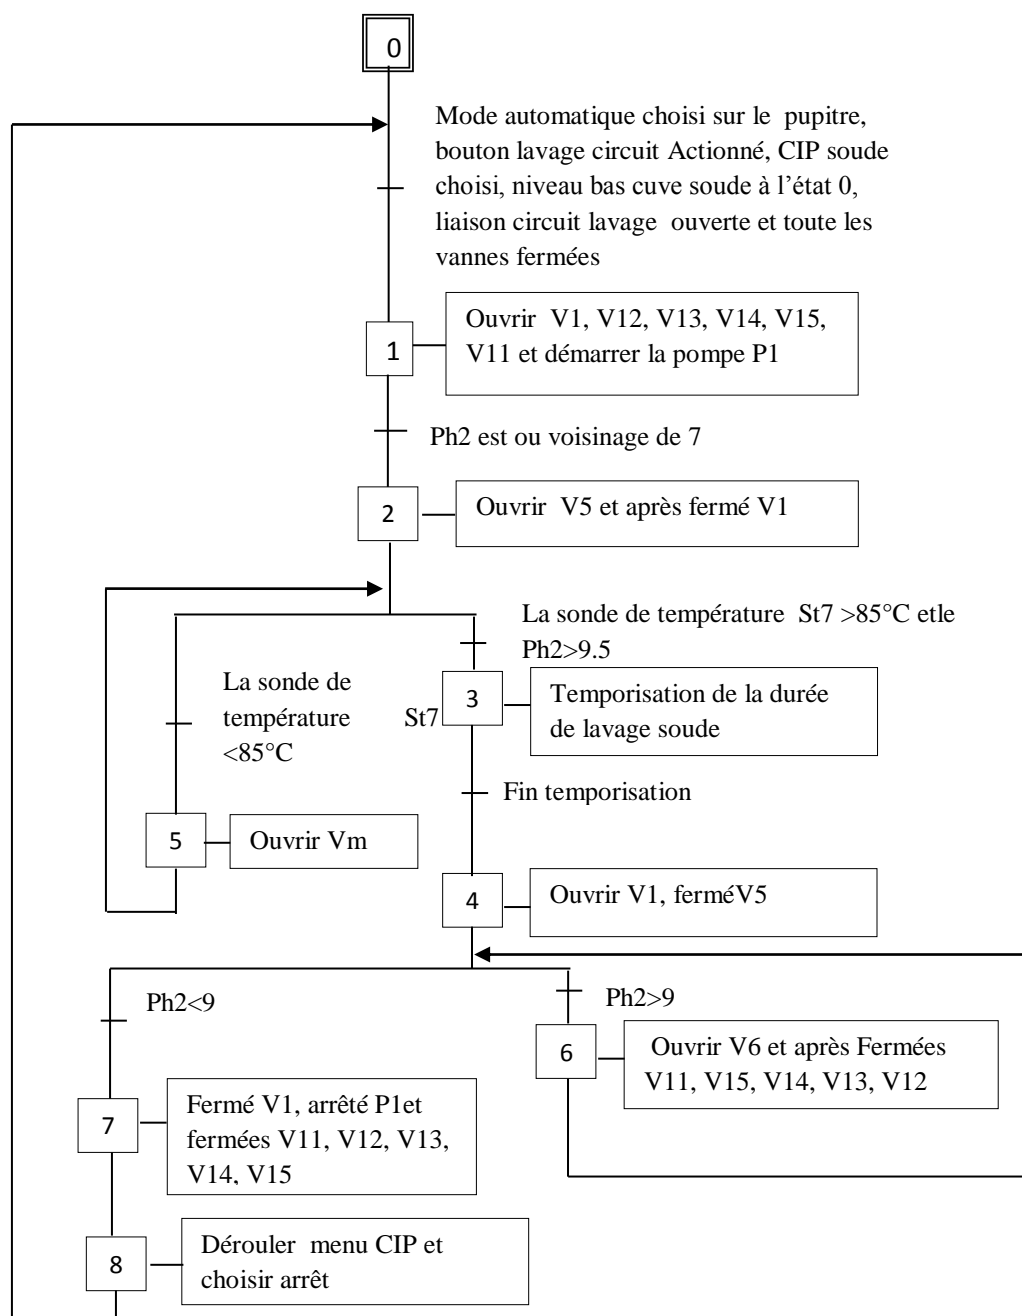 0
Mode automatique choisi sur le pupitre,
bouton lavage circuit Actionné, CIP soude
choisi, niveau bas cuve soude à l’état 0,
liaison circuit lavage ouverte et toute les
vannes fermées
1
Ouvrir V1, V12, V13, V14, V15,
V11 et démarrer la pompe P1
Ph2 est ou voisinage de 7
2
Ouvrir V5 et après fermé V1
La sonde de température St7 >85°C etle
Ph2>9.5
La sonde de
température
<85°C
St7
3
Temporisation de la durée
de lavage soude
Fin temporisation
5
Ouvrir Vm
4
Ouvrir V1, ferméV5
Ph2<9
Ph2>9
6
Ouvrir V6 et après Fermées
V11, V15, V14, V13, V12
7
Fermé V1, arrêté P1et
fermées V11, V12, V13,
V14, V15
8
Dérouler menu CIP et
choisir arrêt